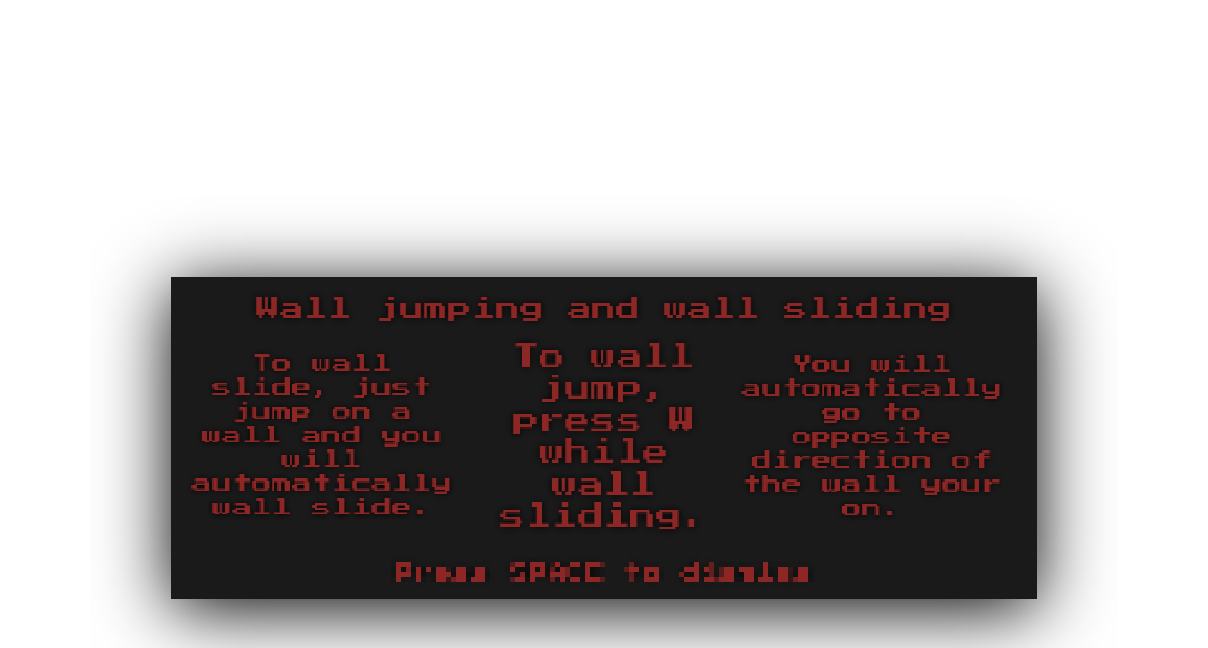 Wall jumping and wall sliding
To wall
slide, just
jump on a
wall and you
will
automatically
wall slide.
To wall
jump,
press W
while
wall
sliding.
You will
automatically
go to
opposite
direction of
the wall your
on.
Press SPACE to